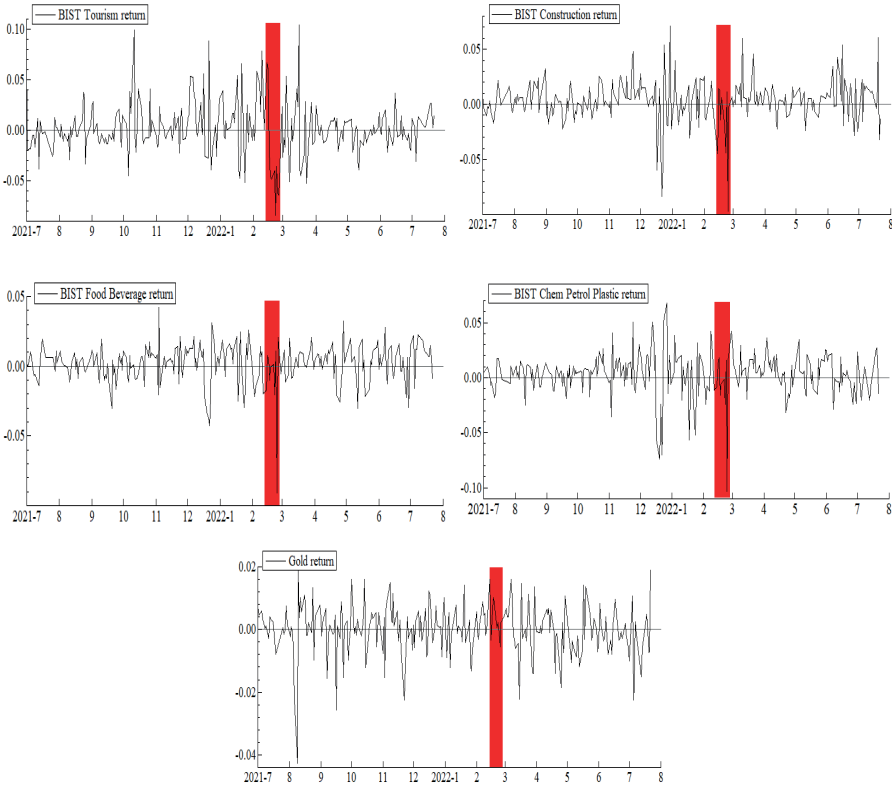 BIST Tourism return
0.10
0.05
0.00
-0.05
2021-7 8 9 10 11 12 2022-1 2 3 4 5 6 7 8
BIST Construction return
0.05
0.00
-0.05
2021-7 8 9 10 11 12 2022-1 2 3 4 5 6 7 8
BIST Food Beverage return
0.05
0.00
-0.05
2021-7 8 9 10 11 12 2022-1 2 3 4 5 6 7 8
BIST Chem Petrol Plastic return
0.05
0.00
-0.05
-0.10
2021-7 8 9 10 11 12 2022-1 2 3 4 5 6 7 8
Gold return
0.02
0.00
-0.02
-0.04
2021-7 8 9 10 11 12 2022-1 2 3 4 5 6 7 8